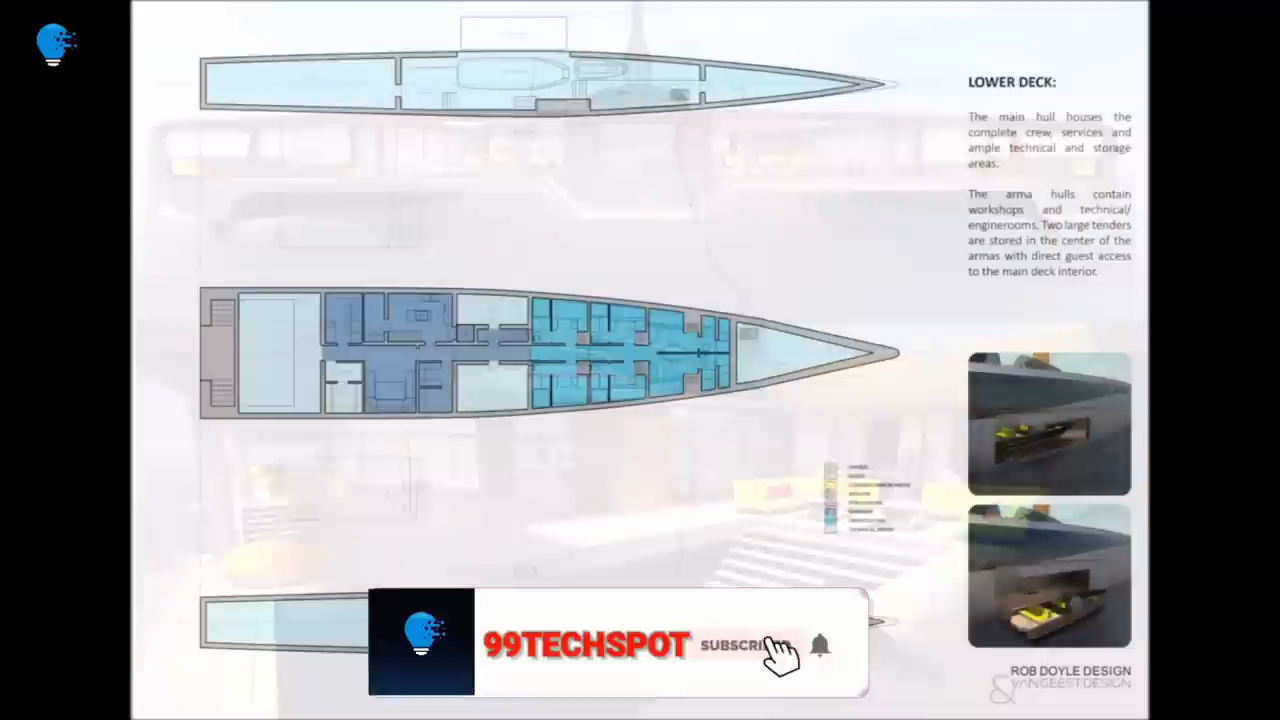 LOWER DECK:
The main hull houses the
complete crew, services and
ample technical and storage
areas.
The arma hulls contain
workshops and technical/
enginerooms. Two large tenders
are stored in the center of the
armas with direct guest access
to the main deck interior.
99TECHSPOT
ROB DOYLE DESIGN
& VANGEESTDESIGN